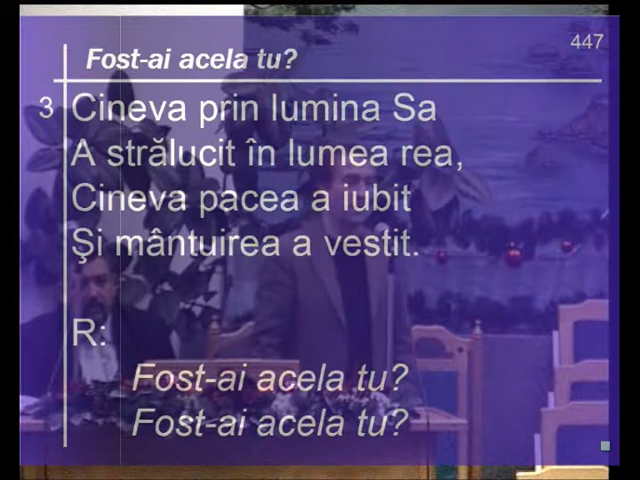 Fost-ai acela tu?
447
3 Cineva prin lumina Sa
A strălucit în lumea rea,
Cineva pacea a iubit
Şi mântuirea a vestit.
R:
Fost-ai acela tu?
Fost-ai acela tu?